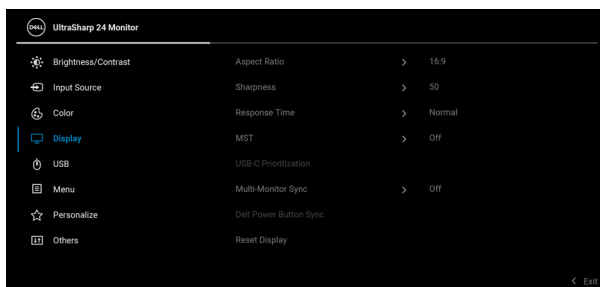 DELL UltraSharp 24 Monitor
Brightness/Contrast Aspect Ratio > 16:9
Input Source Sharpness > 50
Color Response Time > Normal
Display MST > Off
USB USB-C Prioritization
Menu Multi-Monitor Sync > Off
Personalize Dell Power Button Sync
Others Reset Display
< Exit